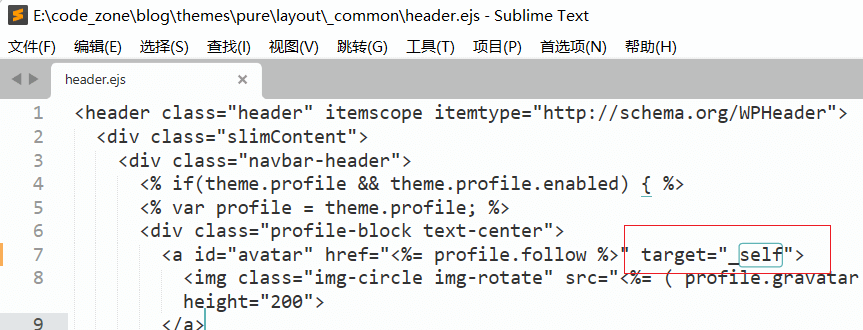 E:\code_zone\blog\themes\pure\layout\_common\header.ejs - Sublime Text
文件(F) 编辑(E) 选择(S) 查找(I) 视图(V) 跳转(G) 工具(T) 项目(P) 首选项(N) 帮助(H)
header.ejs ×
1 <header class="header" itemscope itemtype="http://schema.org/WPHeader">
2 <div class="slimContent">
3 <div class="navbar-header">
4 <% if(theme.profile && theme.profile.enabled) { %>
5 <% var profile = theme.profile; %>
6 <div class="profile-block text-center">
7 <a id="avatar" href="<%= profile.follow %>" target="_self">
8 <img class="img-circle img-rotate" src="<%= ( profile.gravatar
height="200">
9 </a>